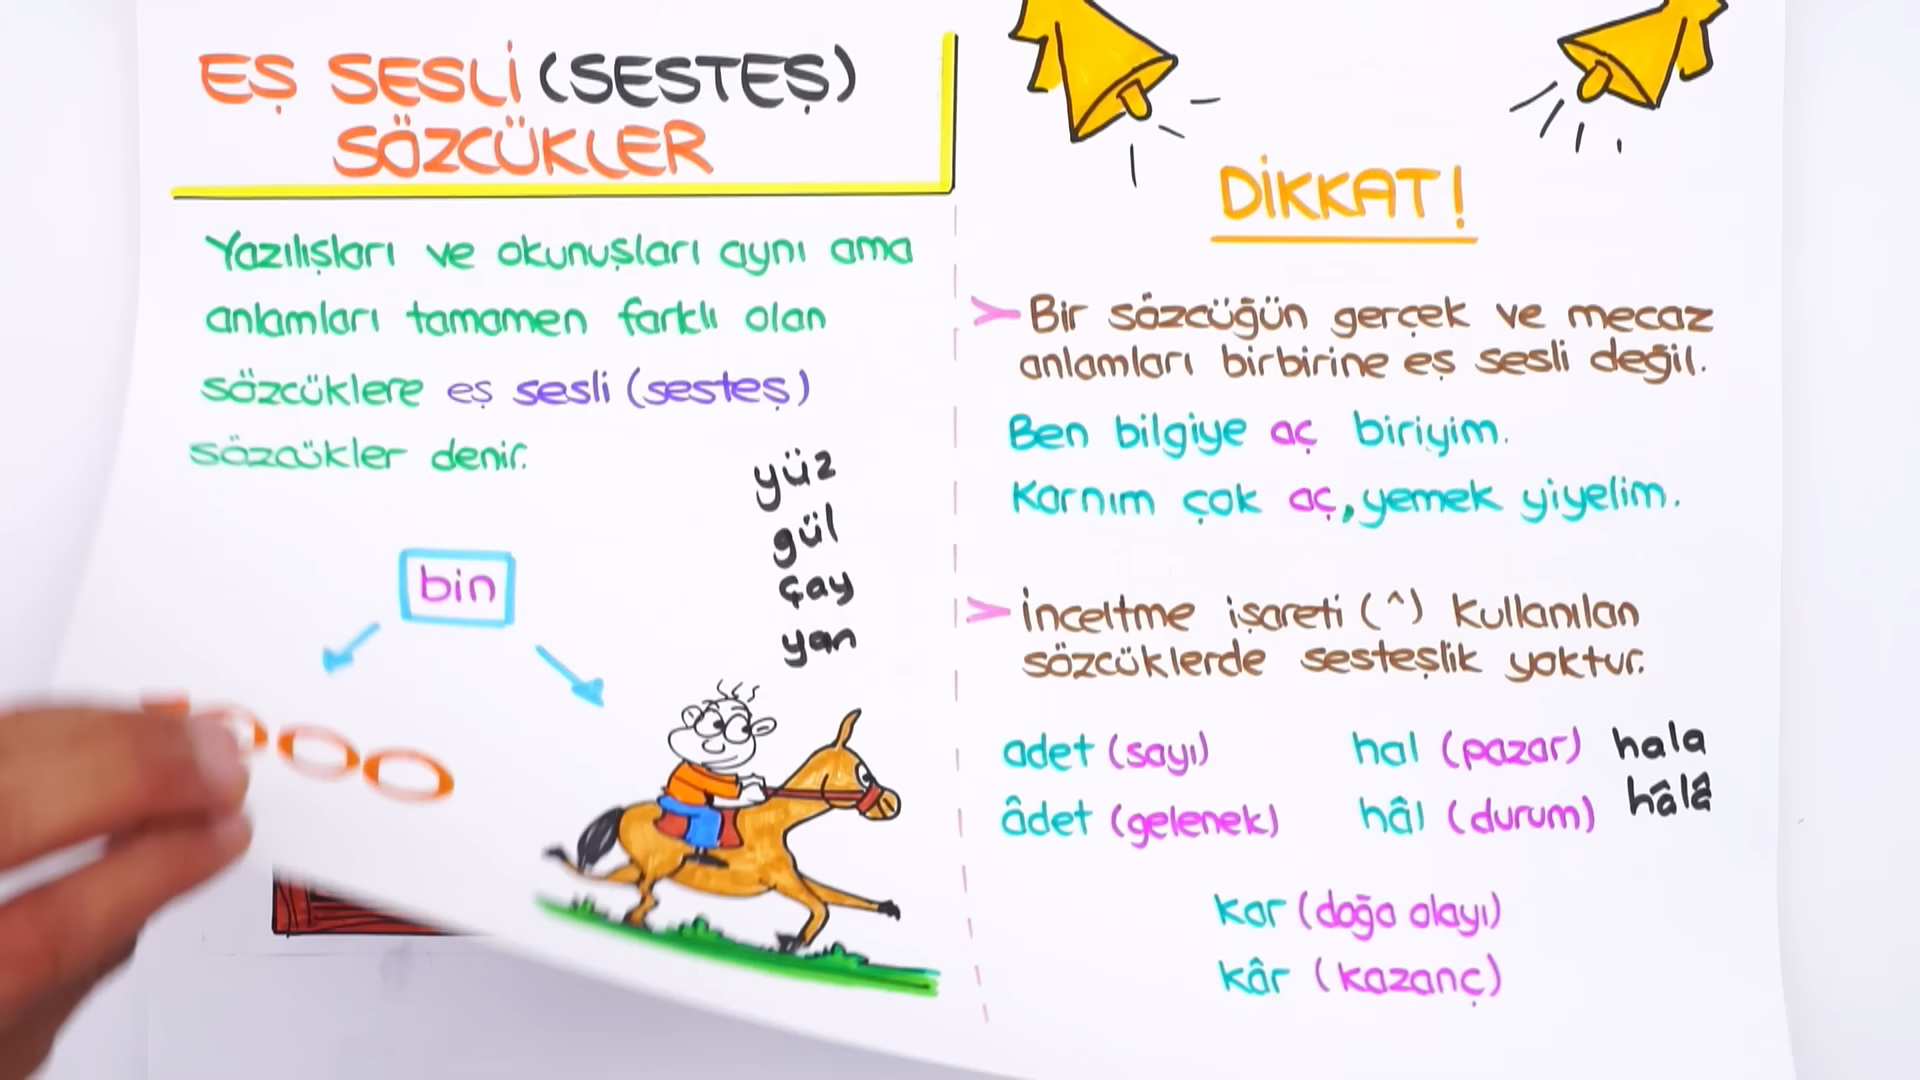 EŞ SESLİ (SESTEŞ)
SÖZCÜKLER
Yazılışları ve okunuşları aynı ama
anlamları tamamen farklı olan
sözcüklere eş sesli (sesteş)
sözcükler denir.
yüz
gül
çay
yan
bin
DİKKAT!
Bir sözcüğün gerçek ve mecaz
anlamları birbirine eş sesli değil.
Ben bilgiye aç biriyim.
Karnım çok aç, yemek yiyelim.
İnceltme işareti (^) kullanılan
sözcüklerde sesteşlik yoktur.
adet (sayı)
âdet (gelenek)
hal (pazar)
hâl (durum)
hala
hâlâ
kar (doğa olayı)
kâr (kazanç)